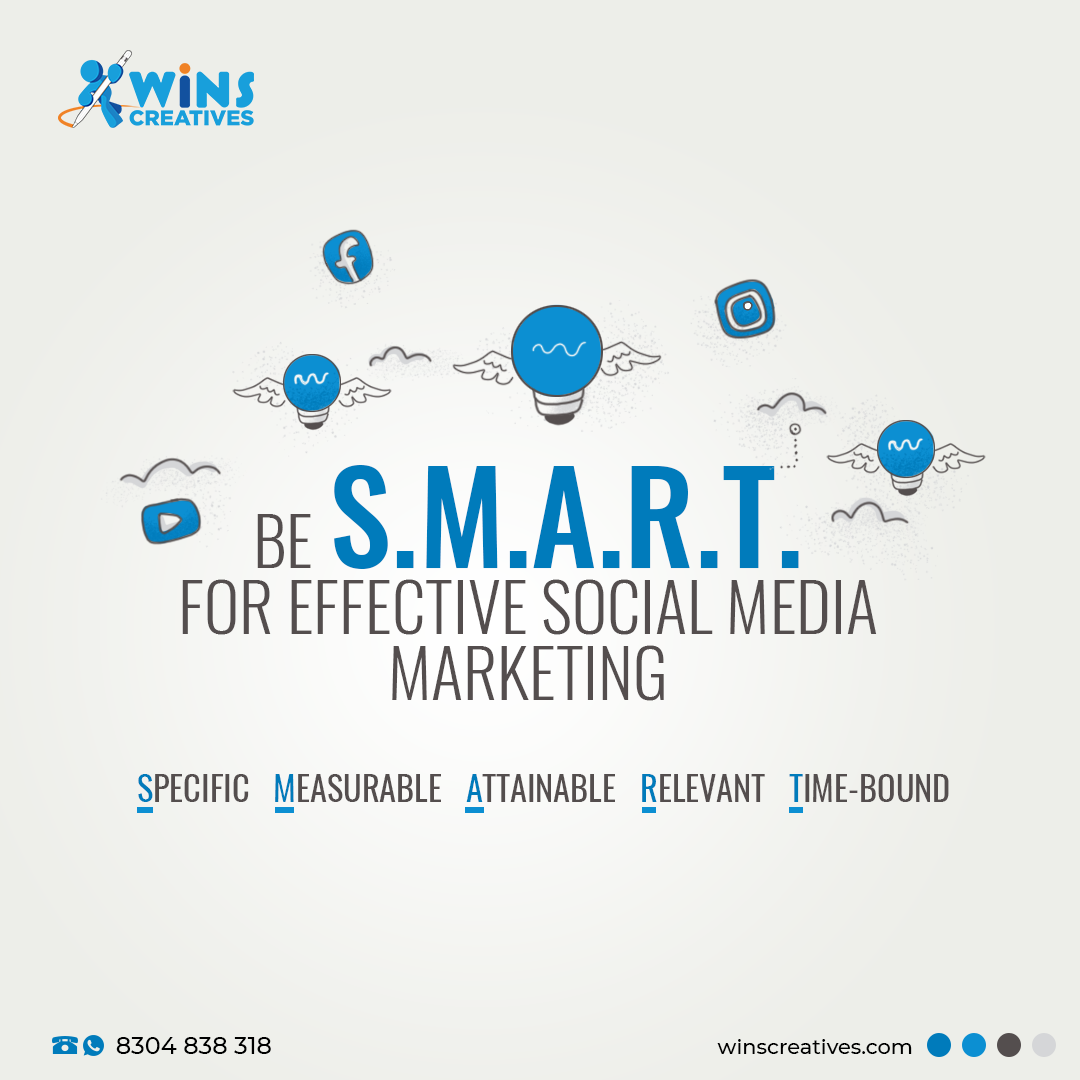 WiNS
CREATIVES
BE S.M.A.R.T.
FOR EFFECTIVE SOCIAL MEDIA
MARKETING
SPECIFIC MEASURABLE ATTAINABLE RELEVANT TIME-BOUND
8304 838 318
winscreatives.com